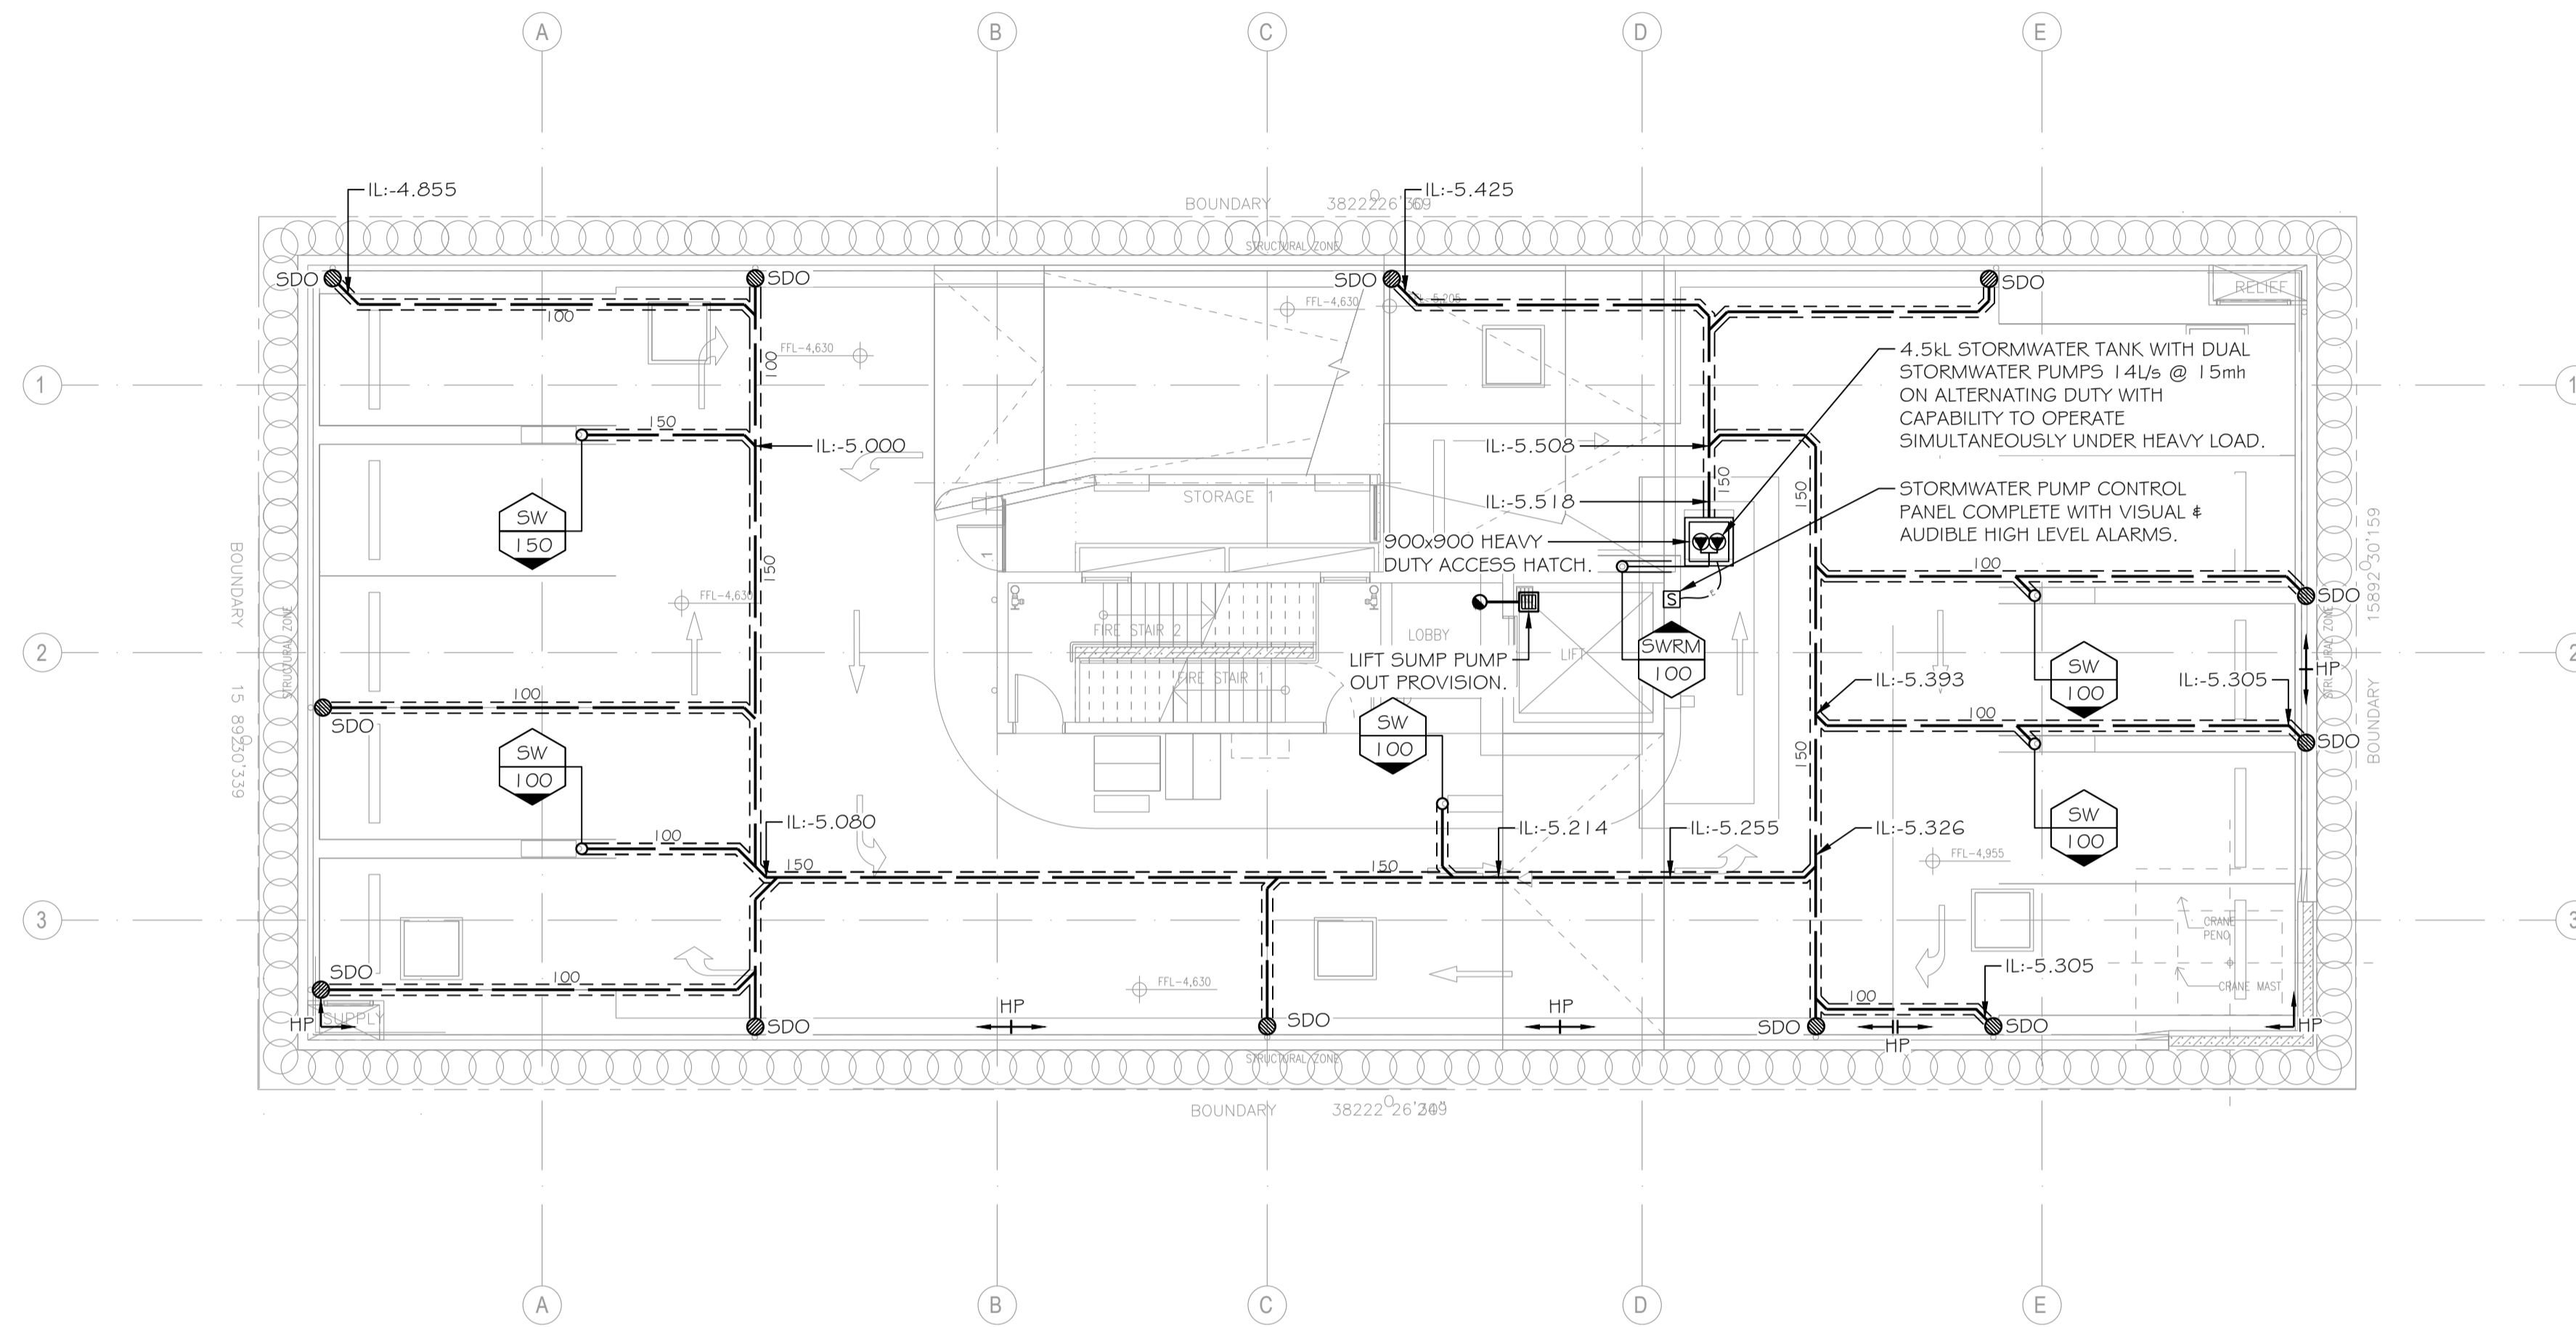 A
B
C
D
E
IL:-4.855
IL:-5.425
BOUNDARY
STRUCTURAL ZONE
SDO
SDO
SDO
SDO
RELIEF
100
FFL-4,630
FFL-4,630
100
1
1
4.5kL STORMWATER TANK WITH DUAL
STORMWATER PUMPS 14L/s @ 15mh
ON ALTERNATING DUTY WITH
CAPABILITY TO OPERATE
SIMULTANEOUSLY UNDER HEAVY LOAD.
150
IL:-5.000
IL:-5.508
150
150
STORAGE 1
IL:-5.518
STORMWATER PUMP CONTROL
PANEL COMPLETE WITH VISUAL &
AUDIBLE HIGH LEVEL ALARMS.
SW
150
900x900 HEAVY
DUTY ACCESS HATCH.
1
150
100
BOUNDARY
STRUCTURAL ZONE
FFL-4,630
S
SDO
FIRE STAIR 2
LOBBY
LIFT
SWRM
100
SW
100
2
2
LIFT SUMP PUMP
OUT PROVISION.
FIRE STAIR 1
IL:-5.393
IL:-5.305
HP
BOUNDARY
100
SDO
100
SDO
SW
100
SW
100
150
SW
100
100
IL:-5.080
150
150
IL:-5.214
IL:-5.255
IL:-5.326
FFL-4,955
3
3
CRANE
CRANE MAST
SDO
100
FFL-4,630
IL:-5.305
100
HP
SUPPLY
SDO
HP
SDO
HP
SDO
HP
SDO
HP
STRUCTURAL ZONE
BOUNDARY
A
B
C
D
E